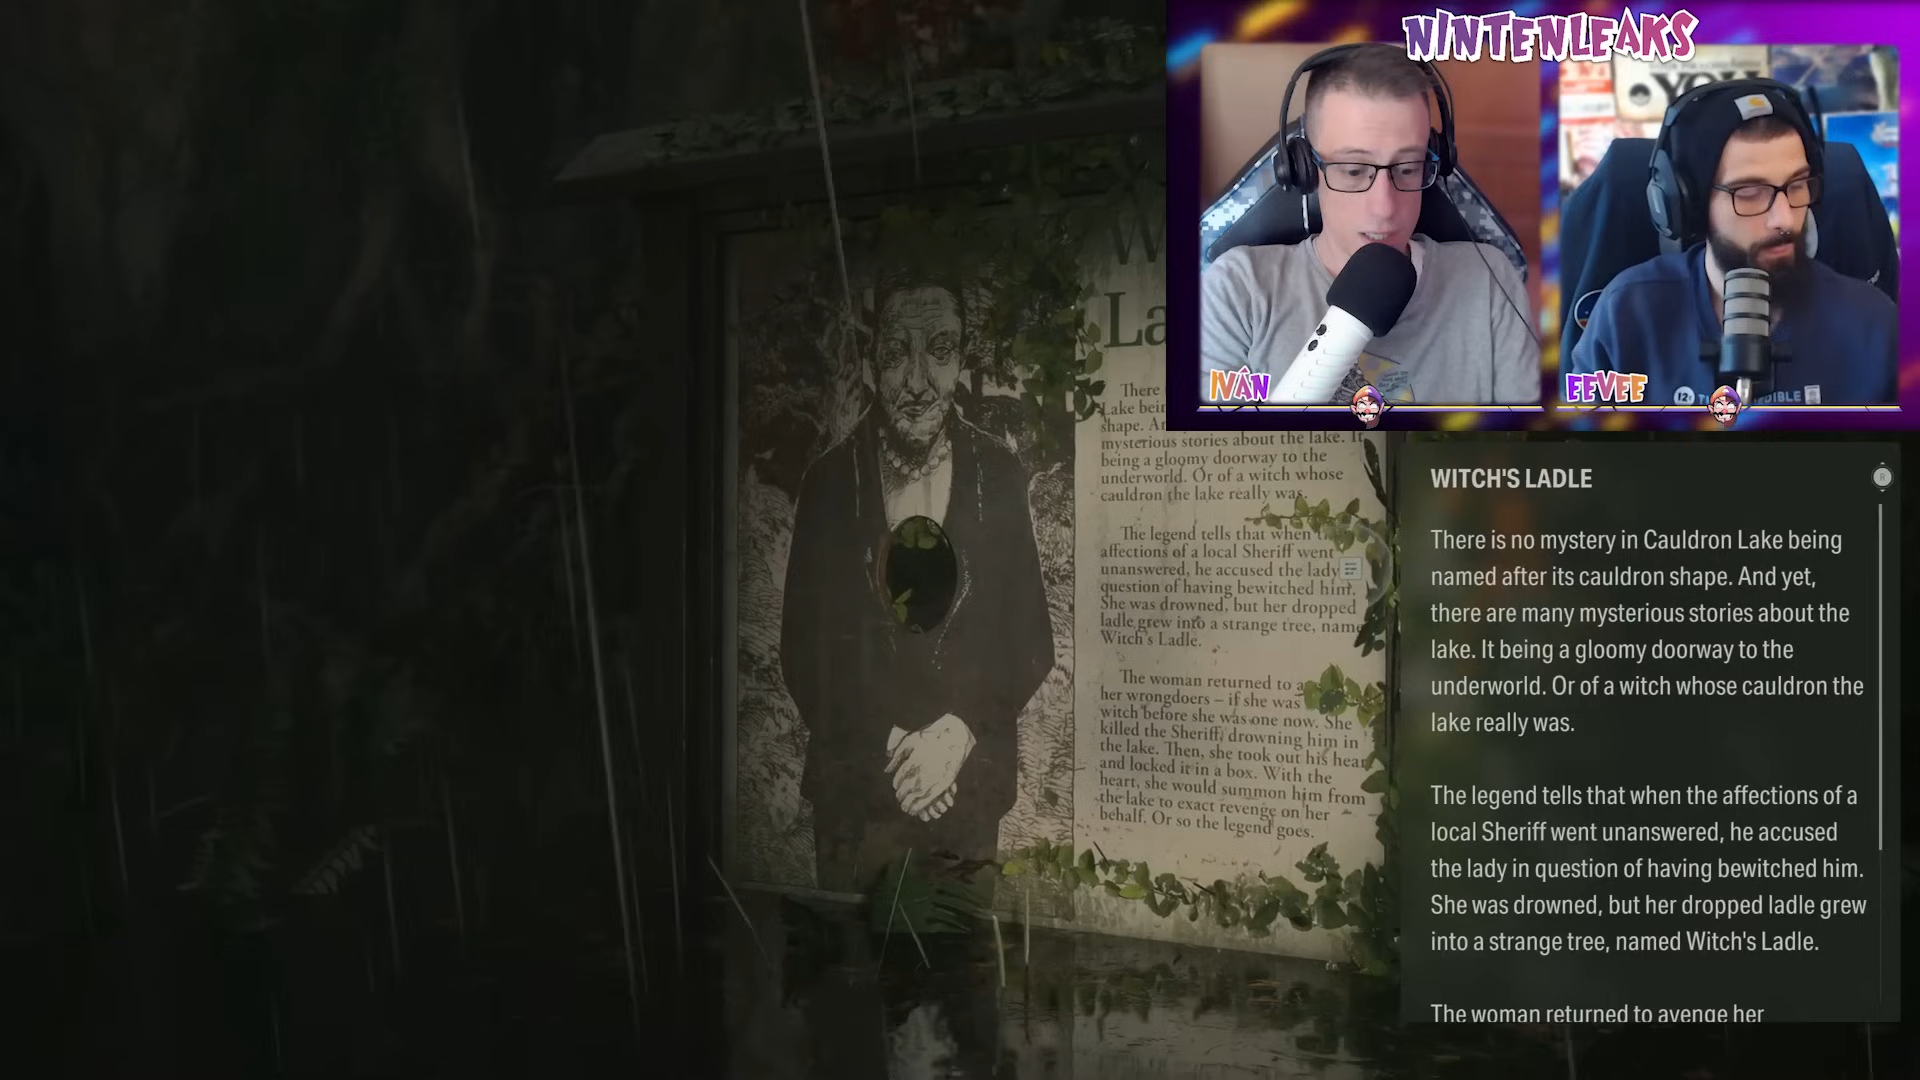 NINTENLEAKS
YOU
IVÁN
EEVEE
W
La
There
Lake bein
shape. An
mysterious stories about the lake. It
being a gloomy doorway to the
underworld. Or of a witch whose
cauldron the lake really was.
The legend tells that when
affections of a local Sheriff went
unanswered, he accused the lady
question of having bewitched him.
She was drowned, but her dropped
ladle grew into a strange tree, name
Witch's Ladle.
The woman returned to a
her wrongdoers – if she was
witch before she was one now. She
killed the Sheriff, drowning him in
the lake. Then, she took out his hear
and locked it in a box. With the
heart, she would summon him from
the lake to exact revenge on her
behalf. Or so the legend goes.
WITCH'S LADLE
R
There is no mystery in Cauldron Lake being
named after its cauldron shape. And yet,
there are many mysterious stories about the
lake. It being a gloomy doorway to the
underworld. Or of a witch whose cauldron the
lake really was.
The legend tells that when the affections of a
local Sheriff went unanswered, he accused
the lady in question of having bewitched him.
She was drowned, but her dropped ladle grew
into a strange tree, named Witch's Ladle.
The woman returned to avenge her